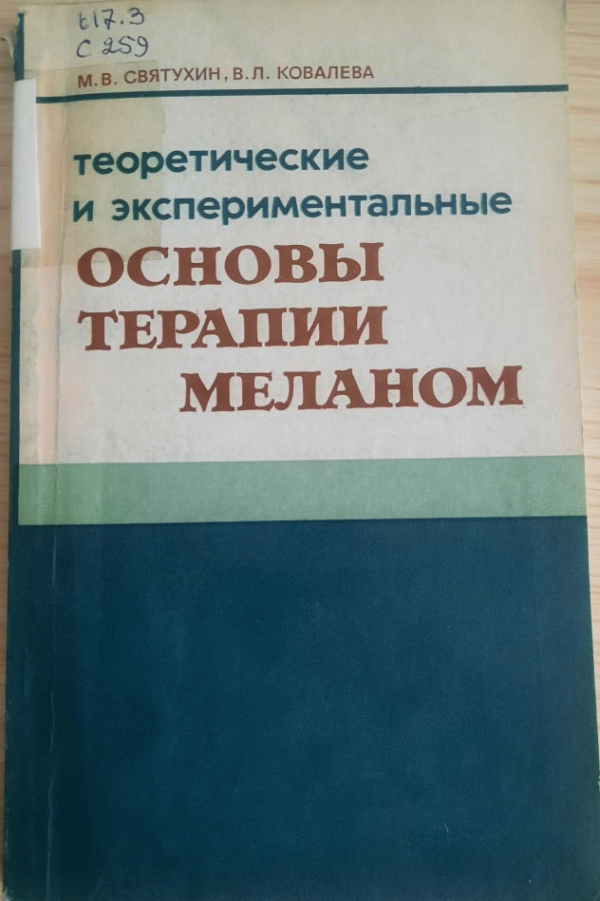 617.3
С 259
М. В. СВЯТУХИН, В. Л. КОВАЛЕВА
теоретические
и экспериментальные
ОСНОВЫ
ТЕРАПИИ
МЕЛАНОМ